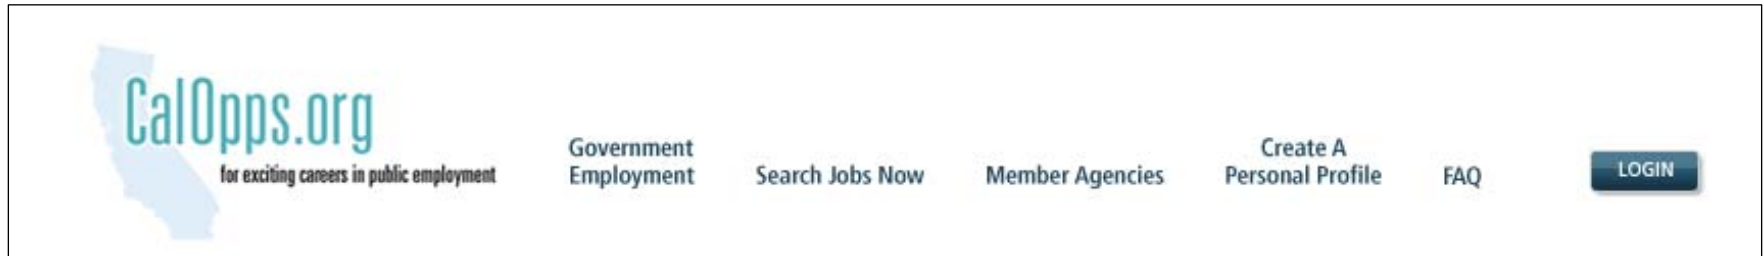 CalOpps.org
for exciting careers in public employment
Government
Employment
Search Jobs Now
Member Agencies
Create A
Personal Profile
FAQ
LOGIN